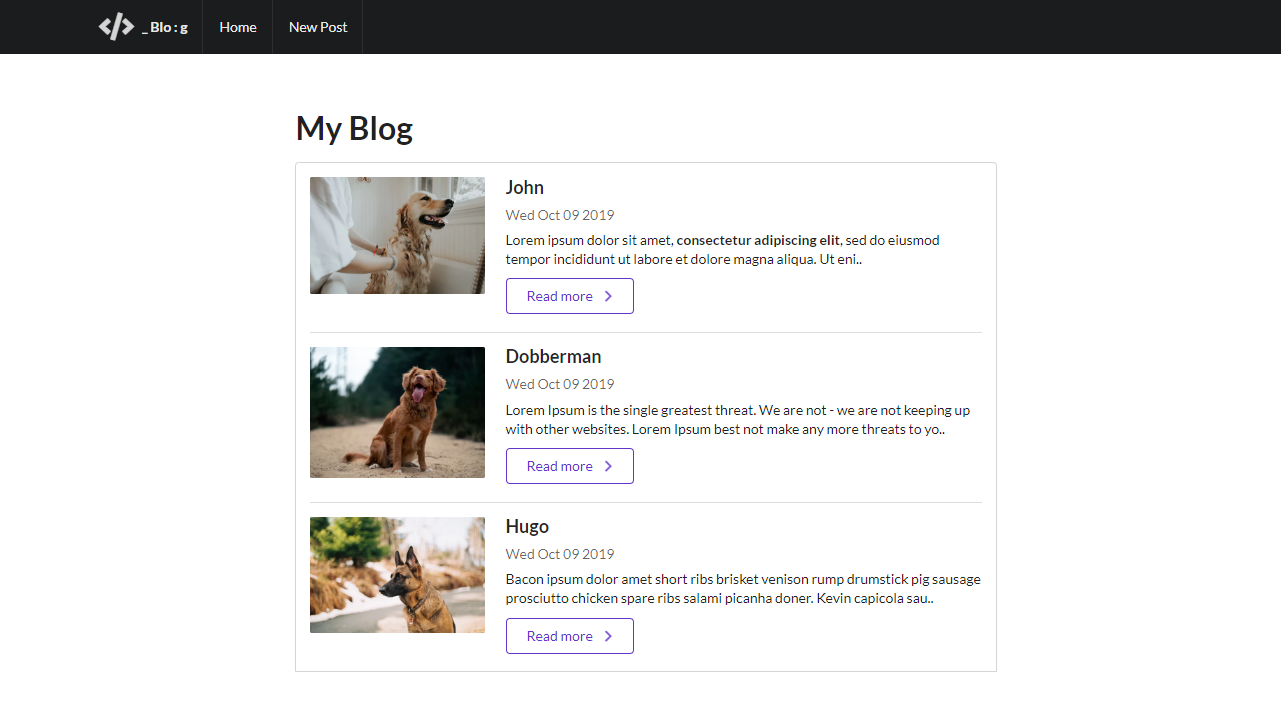 </> _Blo:g Home New Post
My Blog
John
Wed Oct 09 2019
Lorem ipsum dolor sit amet, consectetur adipiscing elit, sed do eiusmod
tempor incididunt ut labore et dolore magna aliqua. Ut eni..
Read more
Dobberman
Wed Oct 09 2019
Lorem Ipsum is the single greatest threat. We are not - we are not keeping up
with other websites. Lorem Ipsum best not make any more threats to yo..
Read more
Hugo
Wed Oct 09 2019
Bacon ipsum dolor amet short ribs brisket venison rump drumstick pig sausage
prosciutto chicken spare ribs salami picanha doner. Kevin capicola sau..
Read more